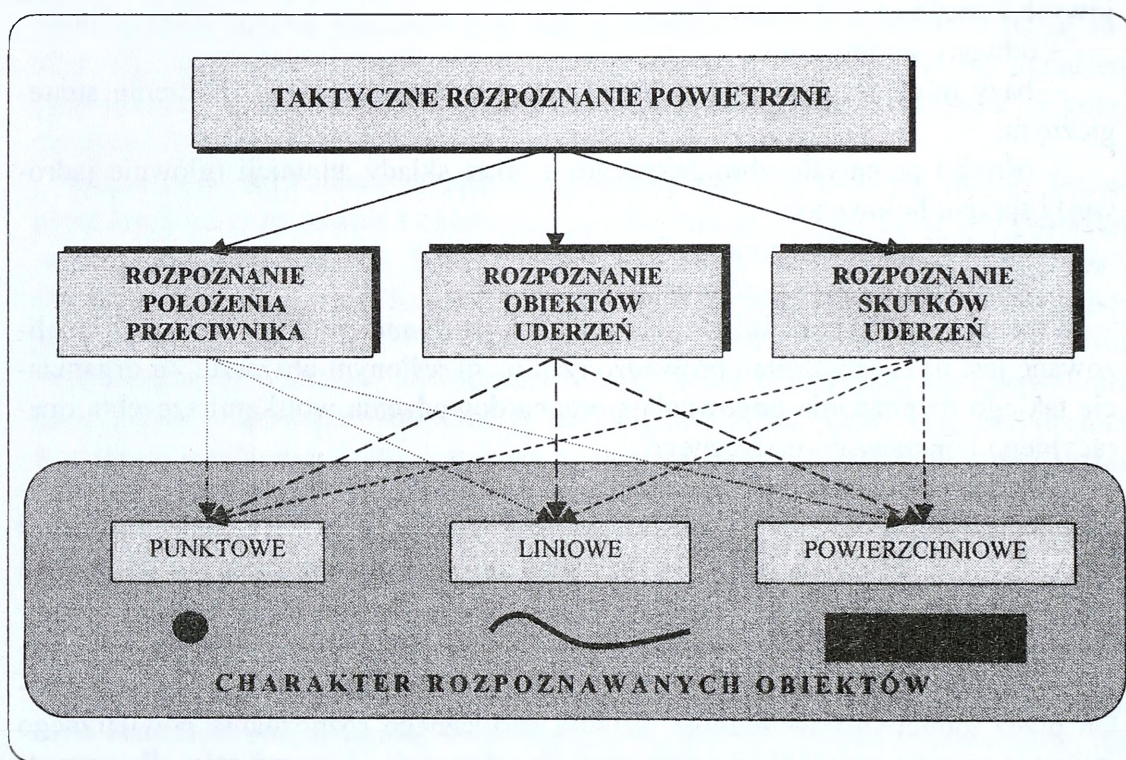 TAKTYCZNE ROZPOZNANIE POWIETRZNE
ROZPOZNANIE
POŁOŻENIA
PRZECIWNIKA
ROZPOZNANIE
OBIEKTÓW
UDERZEŃ
ROZPOZNANIE
SKUTKÓW
UDERZEŃ
PUNKTOWE
LINIOWE
POWIERZCHNIOWE
CHARAKTER ROZPOZNAWANYCH OBIEKTÓW